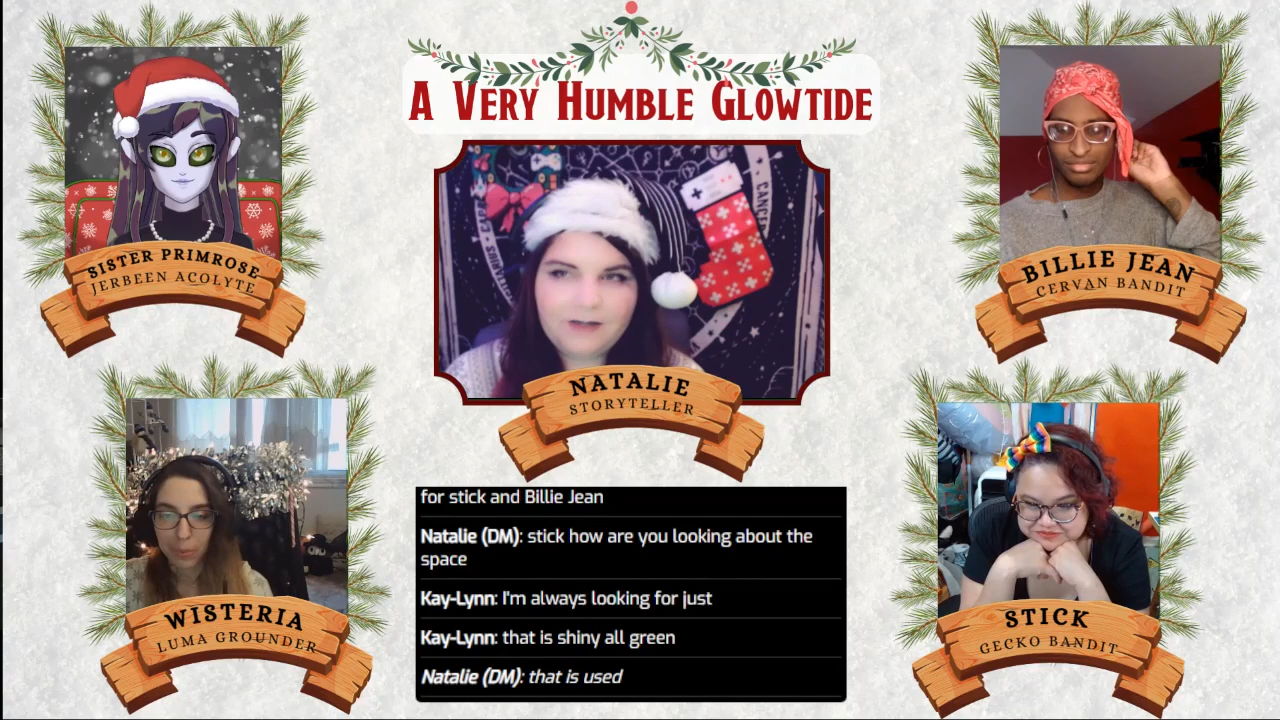 A Very Humble Glowtide
SISTER PRIMROSE
JERBEEN ACOLYTE
BILLIE JEAN
CERVAN BANDIT
CANCE
NATALIE
STORYTELLER
WISTERIA
LUMA GROUNDER
STICK
GECKO BANDIT
for stick and Billie Jean
Natalie (DM): stick how are you looking about the
space
Kay-Lynn: I'm always looking for just
Kay-Lynn: that is shiny all green
Natalie (DM): that is used